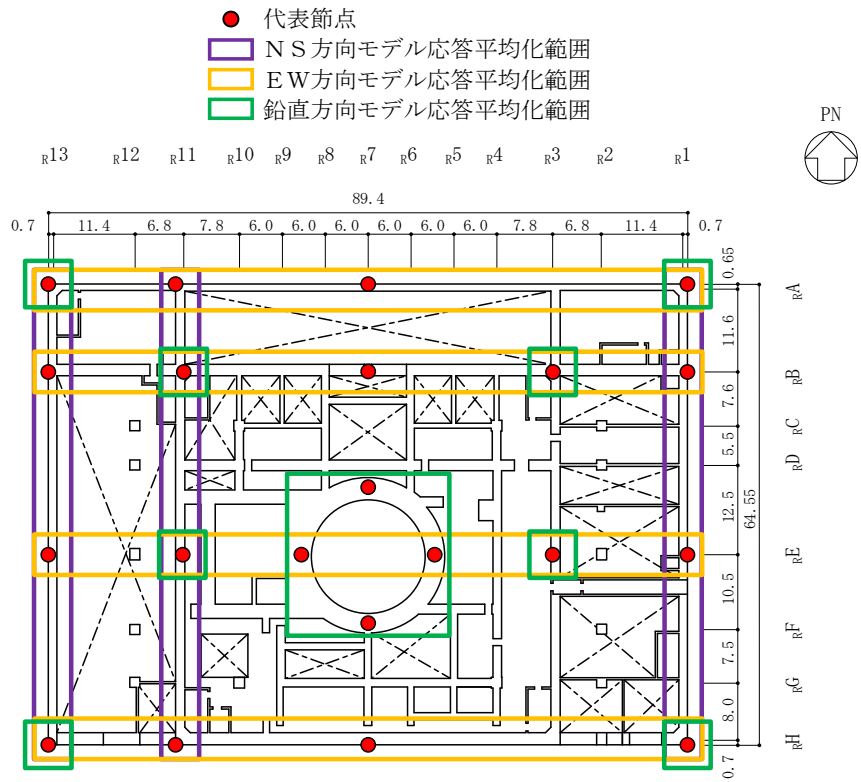 代表節点
ＮＳ方向モデル応答平均化範囲
ＥＷ方向モデル応答平均化範囲
鉛直方向モデル応答平均化範囲
PN
R13 R12 R11 R10 R9 R8 R7 R6 R5 R4 R3 R2 R1
89.4
0.7 11.4 6.8 7.8 6.0 6.0 6.0 6.0 6.0 6.0 7.8 6.8 11.4 0.7
0.65
RA
11.6
RB
7.6
RC
5.5
RD
12.5
64.55
RE
10.5
RF
7.5
RG
8.0
RH
0.7